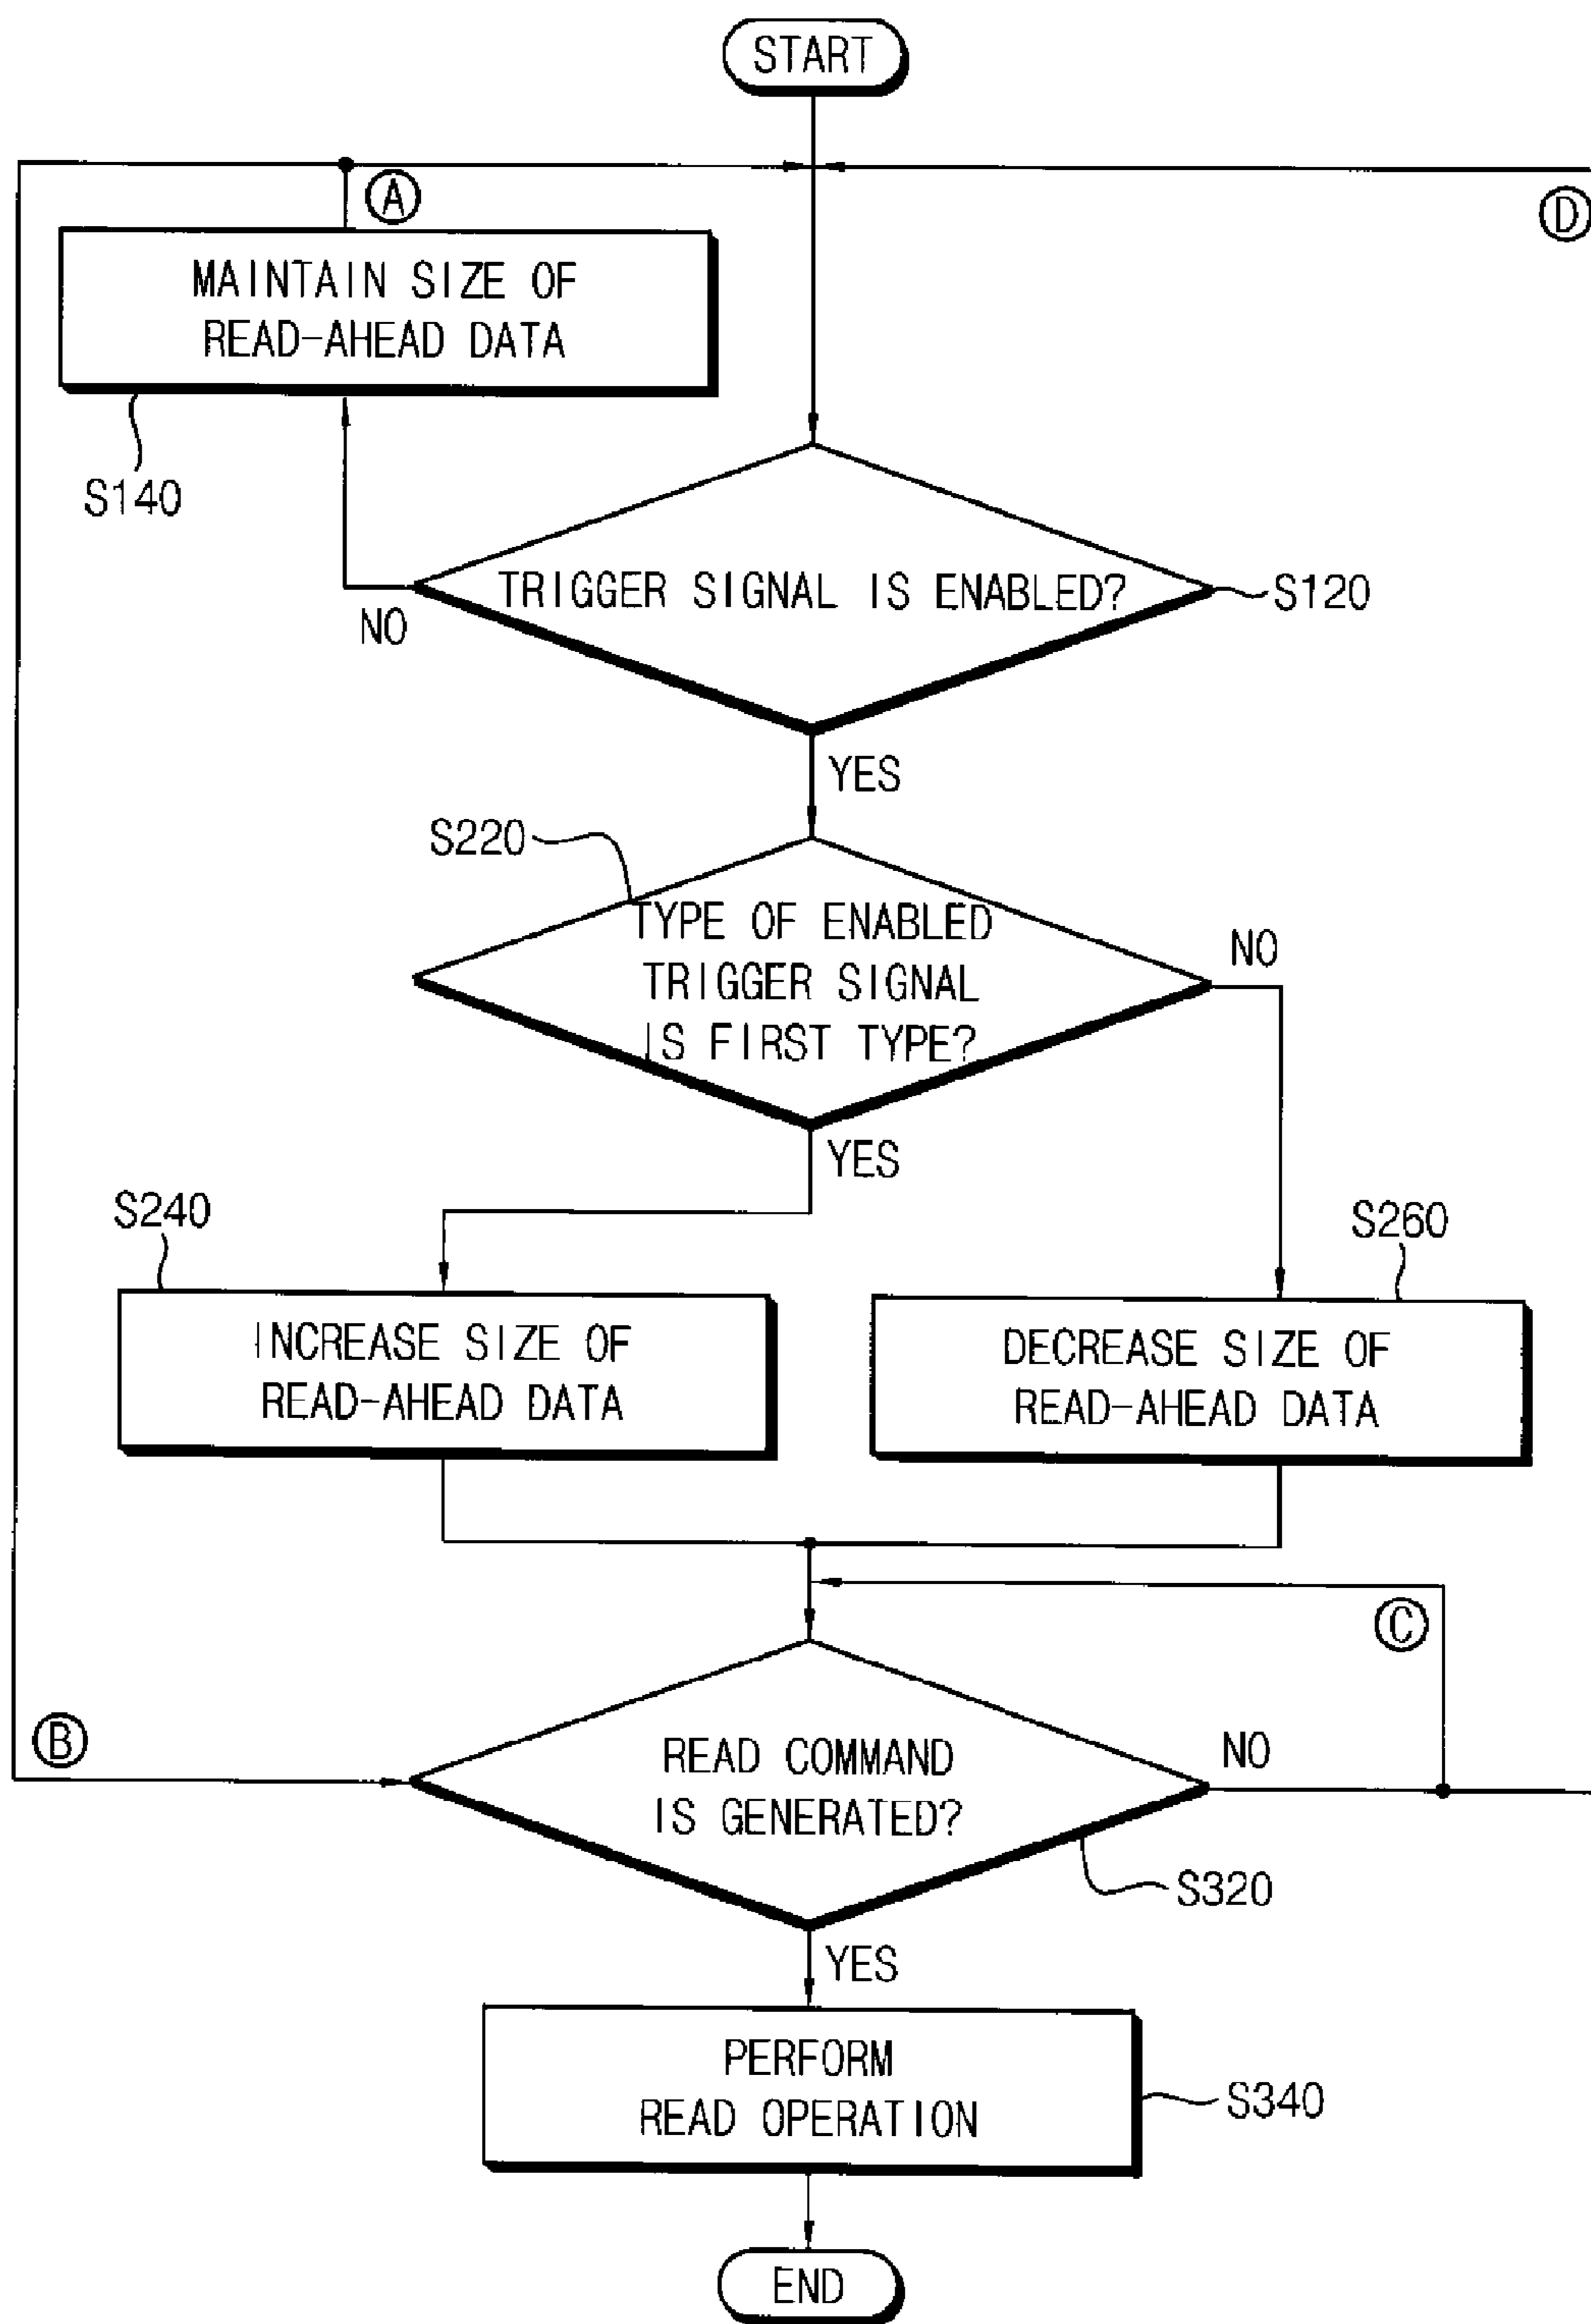 START
A
D
MAINTAIN SIZE OF
READ-AHEAD DATA
S140
TRIGGER SIGNAL IS ENABLED?
S120
NO
YES
S220
TYPE OF ENABLED
TRIGGER SIGNAL
IS FIRST TYPE?
NO
YES
S240
S260
INCREASE SIZE OF
READ-AHEAD DATA
DECREASE SIZE OF
READ-AHEAD DATA
C
B
READ COMMAND
IS GENERATED?
NO
S320
YES
PERFORM
READ OPERATION
S340
END